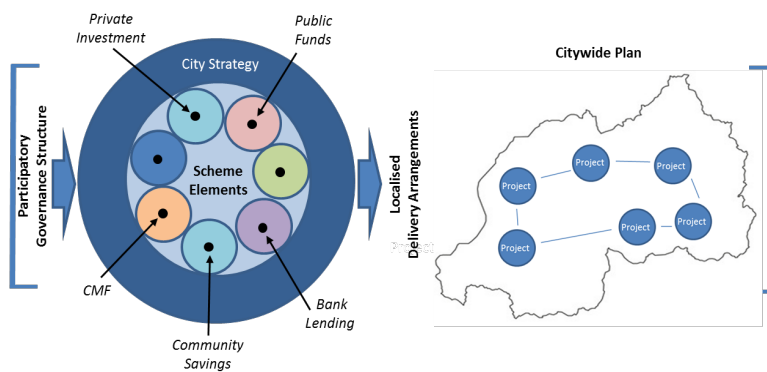 Private
Investment
Public
Funds
City Strategy
Participatory
Governance Structure
Scheme
Elements
CMF
Community
Savings
Bank
Lending
Localised
Delivery Arrangements
Citywide Plan
Project
Project
Project
Project
Project
Project
Project